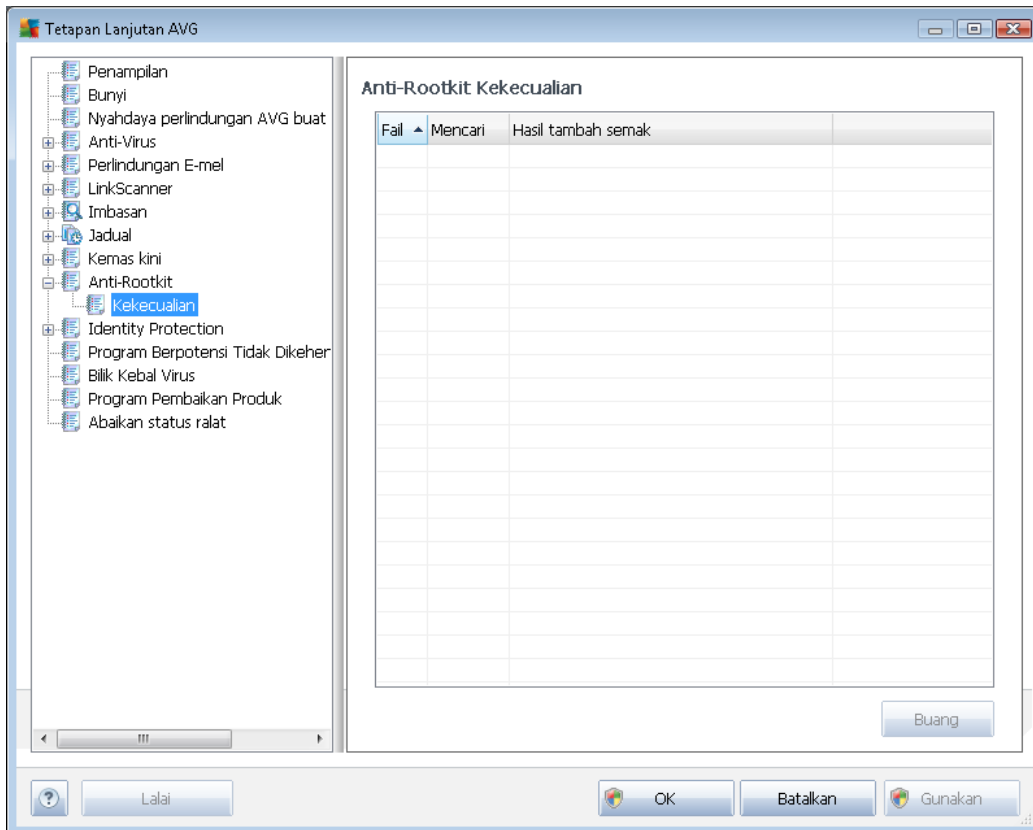 Tetapan Lanjutan AVG
Penampilan
Bunyi
Nyahdaya perlindungan AVG buat
Anti-Virus
Perlindungan E-mel
LinkScanner
Imbasan
Jadual
Kemas kini
Anti-Rootkit
Kekecualian
Identity Protection
Program Berpotensi Tidak Dikeher
Bilik Kebal Virus
Program Pembaikan Produk
Abaikan status ralat
Anti-Rootkit Kekecualian
Fail Mencari Hasil tambah semak
Buang
? Lalai OK Batalkan Gunakan